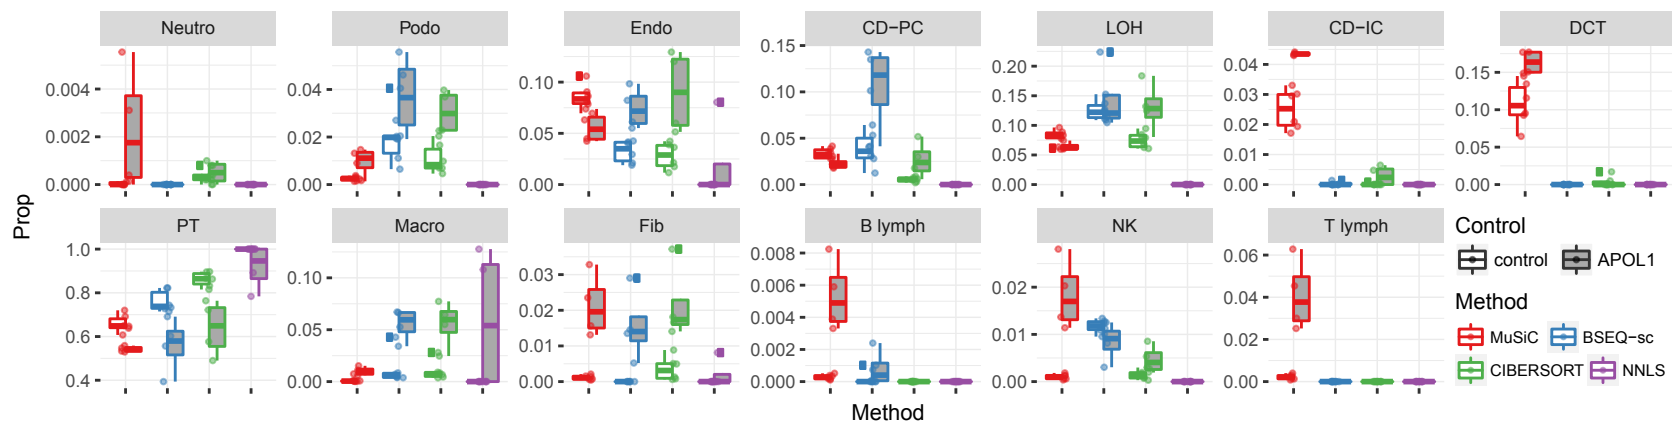 Neutro
Podo
Endo
CD−PC
LOH
CD−IC
DCT
0.004
0.002
0.000
0.04
0.02
0.00
0.10
0.05
0.00
0.15
0.10
0.05
0.00
0.20
0.15
0.10
0.05
0.00
0.04
0.03
0.02
0.01
0.00
0.15
0.10
0.05
0.00
Prop
PT
Macro
Fib
B lymph
NK
T lymph
1.0
0.8
0.6
0.4
0.10
0.05
0.00
0.03
0.02
0.01
0.00
0.008
0.006
0.004
0.002
0.000
0.02
0.01
0.00
0.06
0.04
0.02
0.00
Method
Control
control APOL1
Method
MuSiC BSEQ−sc
CIBERSORT NNLS